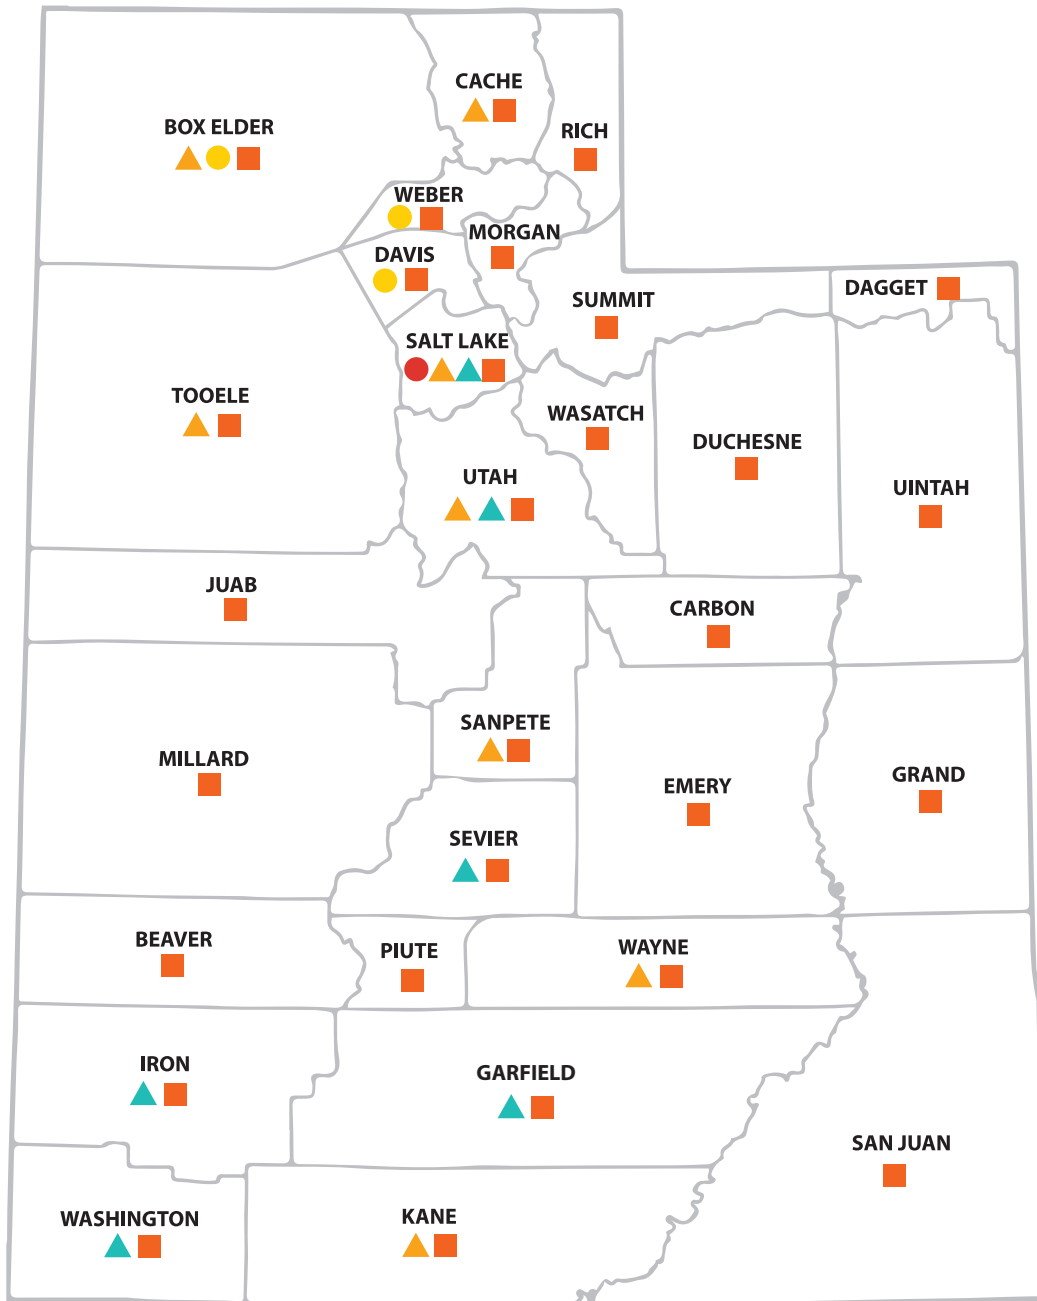 CACHE
BOX ELDER
RICH
WEBER
MORGAN
DAVIS
DAGGET
SUMMIT
SALT LAKE
TOOELE
WASATCH
DUCHESNE
UTAH
UINTAH
JUAB
CARBON
SANPETE
MILLARD
GRAND
EMERY
SEVIER
BEAVER
PIUTE
WAYNE
IRON
GARFIELD
SAN JUAN
WASHINGTON
KANE